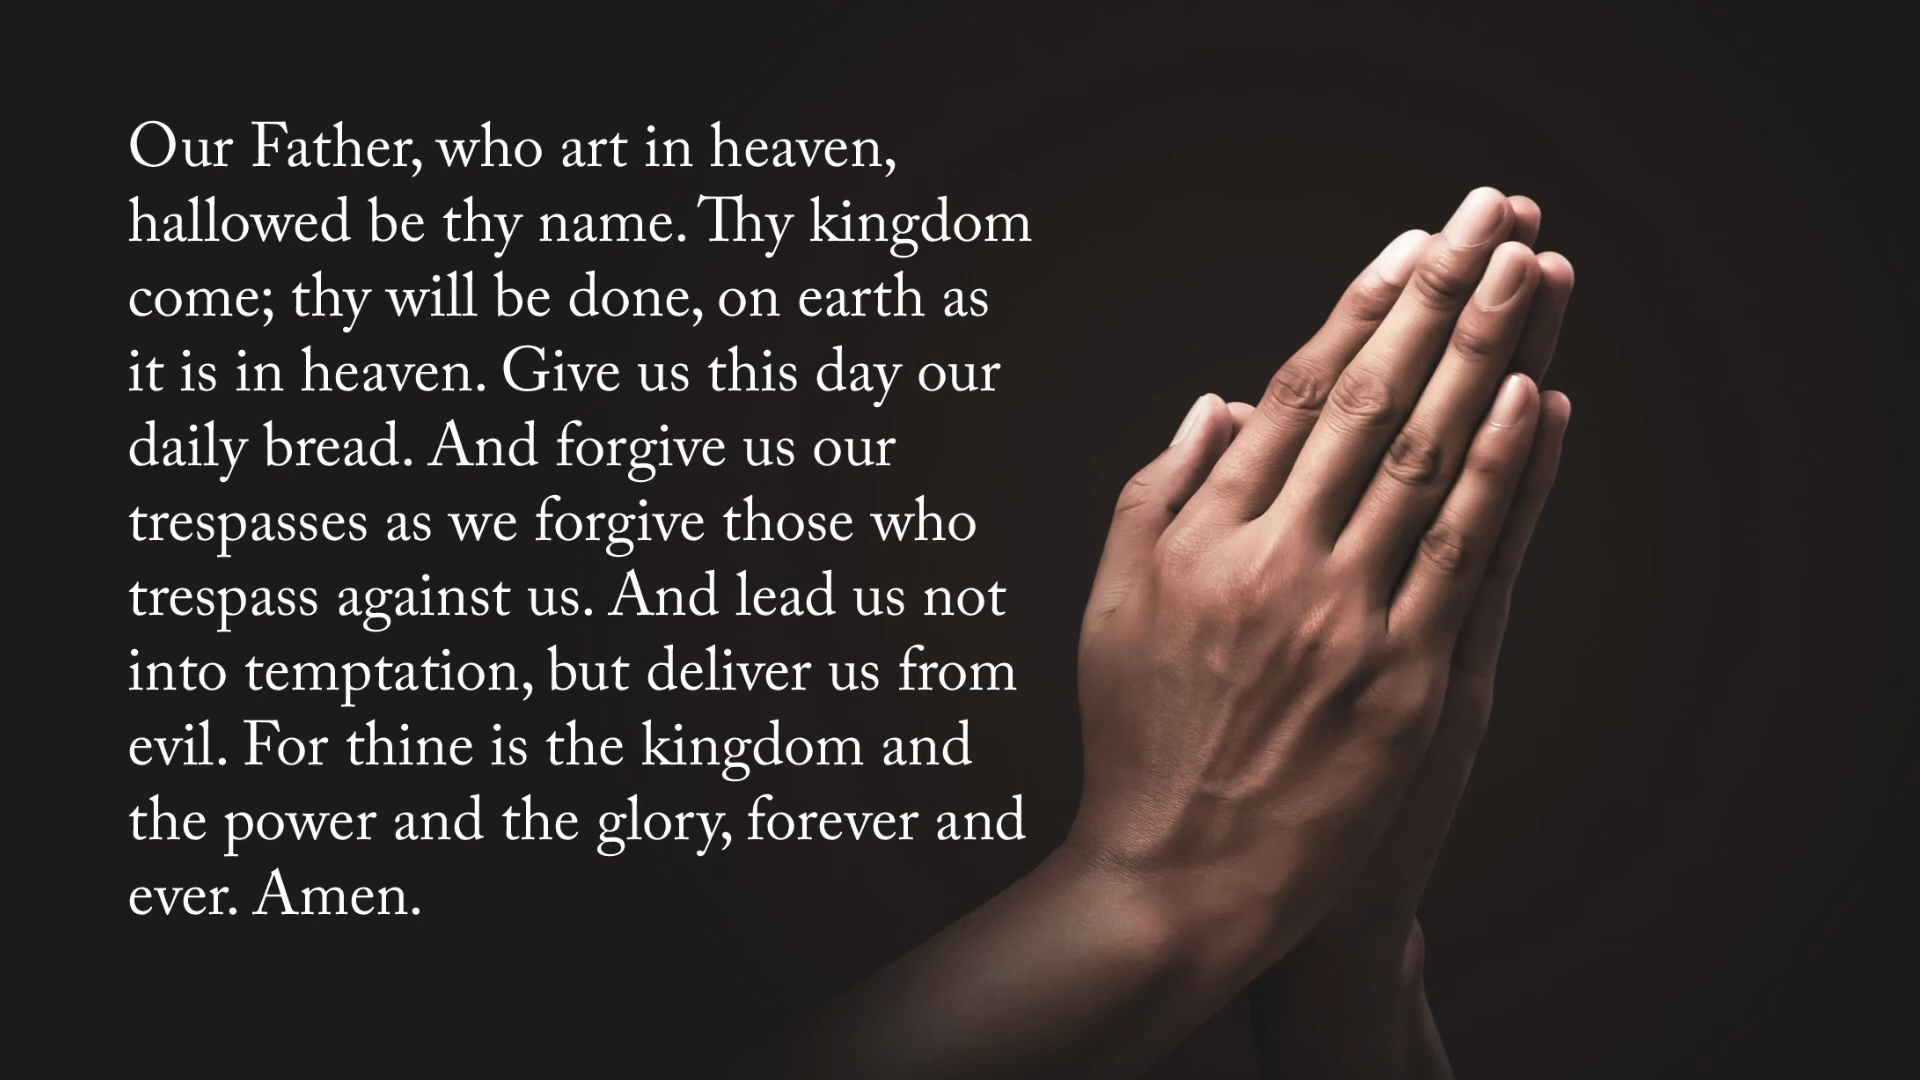 Our Father, who art in heaven,
hallowed be thy name. Thy kingdom
come; thy will be done, on earth as
it is in heaven. Give us this day our
daily bread. And forgive us our
trespasses as we forgive those who
trespass against us. And lead us not
into temptation, but deliver us from
evil. For thine is the kingdom and
the power and the glory, forever and
ever. Amen.